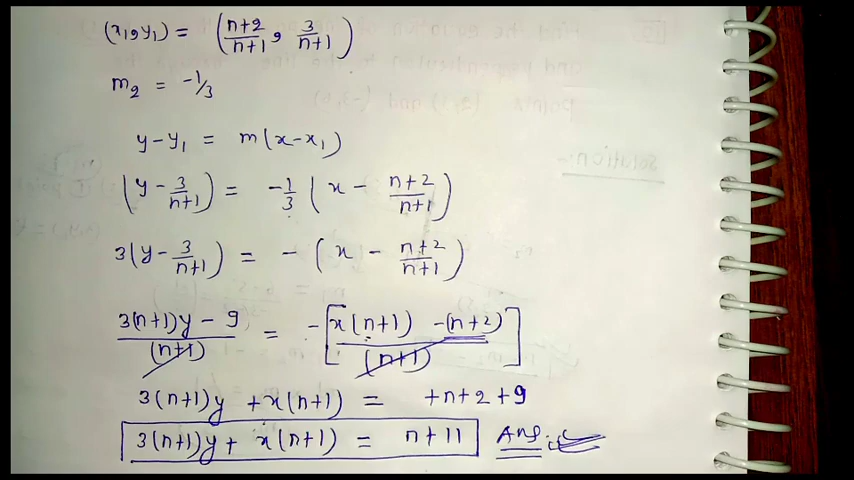 (x₁, y₁) = (n+2/n+1, 3/n+1)
m₂ = -1/3
y-y₁ = m(x-x₁)
(y - 3/n+1) = -1/3 (x - n+2/n+1)
3(y - 3/n+1) = - (x - n+2/n+1)
3(n+1)y - 9/(n+1) = -[x(n+1) -(n+2)/(n+1)]
3(n+1)y +x(n+1) = +n+2+9
3(n+1)y+ x(n+1) = n+11 Ans.